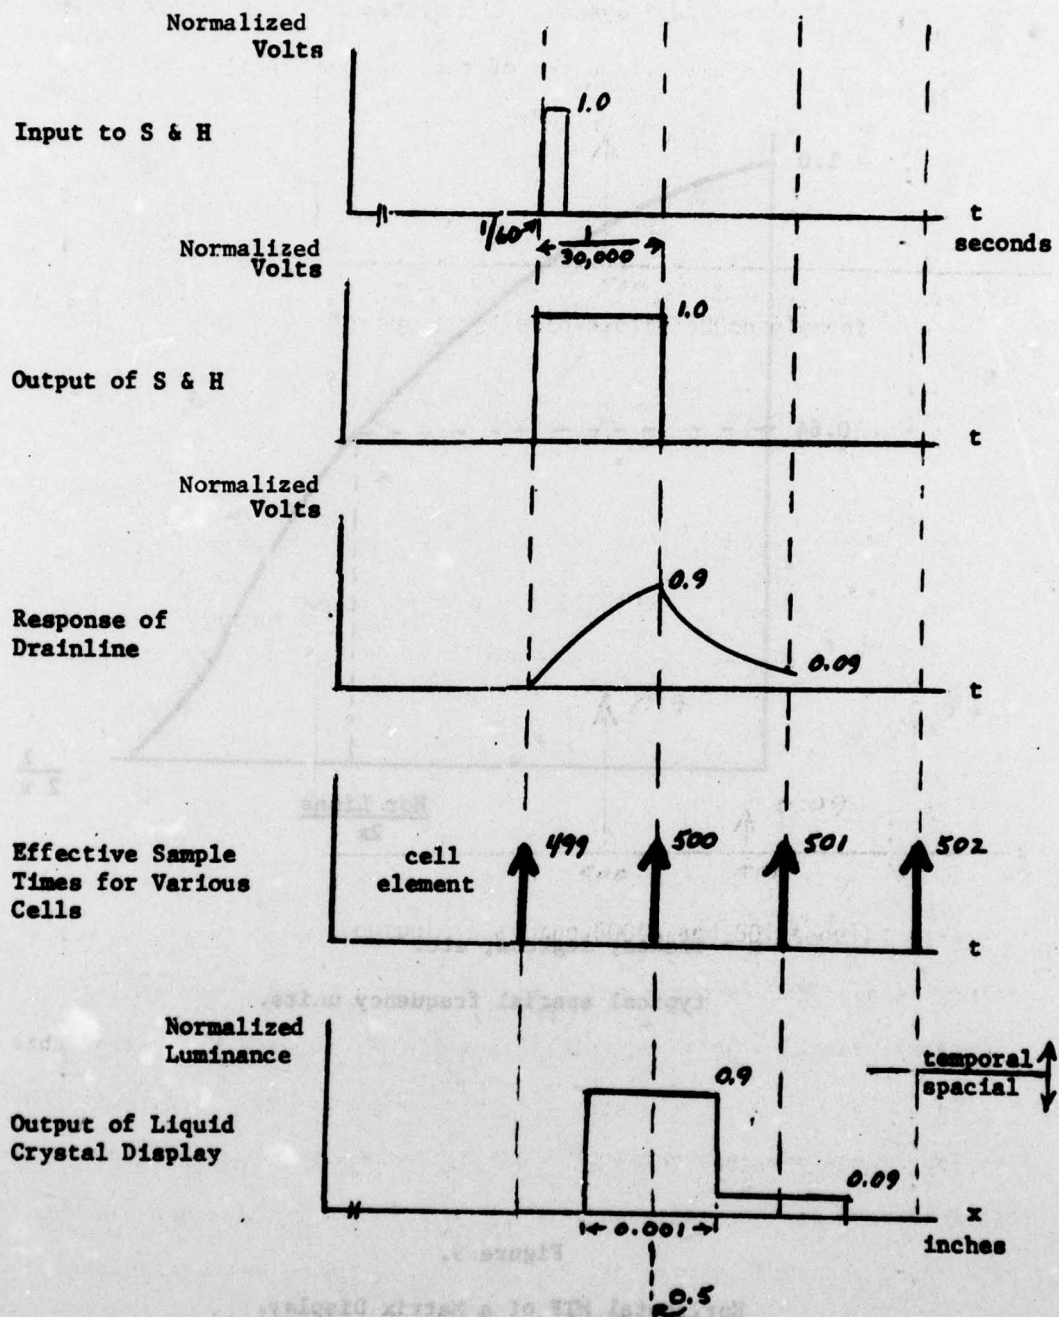 Normalized
Volts
1.0
Input to S & H
t
seconds
1/60
1
30,000
Normalized
Volts
1.0
Output of S & H
t
Normalized
Volts
0.9
Response of
Drainline
0.09
t
499
500
501
502
Effective Sample
Times for Various
Cells
cell
element
t
Normalized
Luminance
temporal
spacial
0.9
Output of Liquid
Crystal Display
0.09
x
inches
0.001
0.5